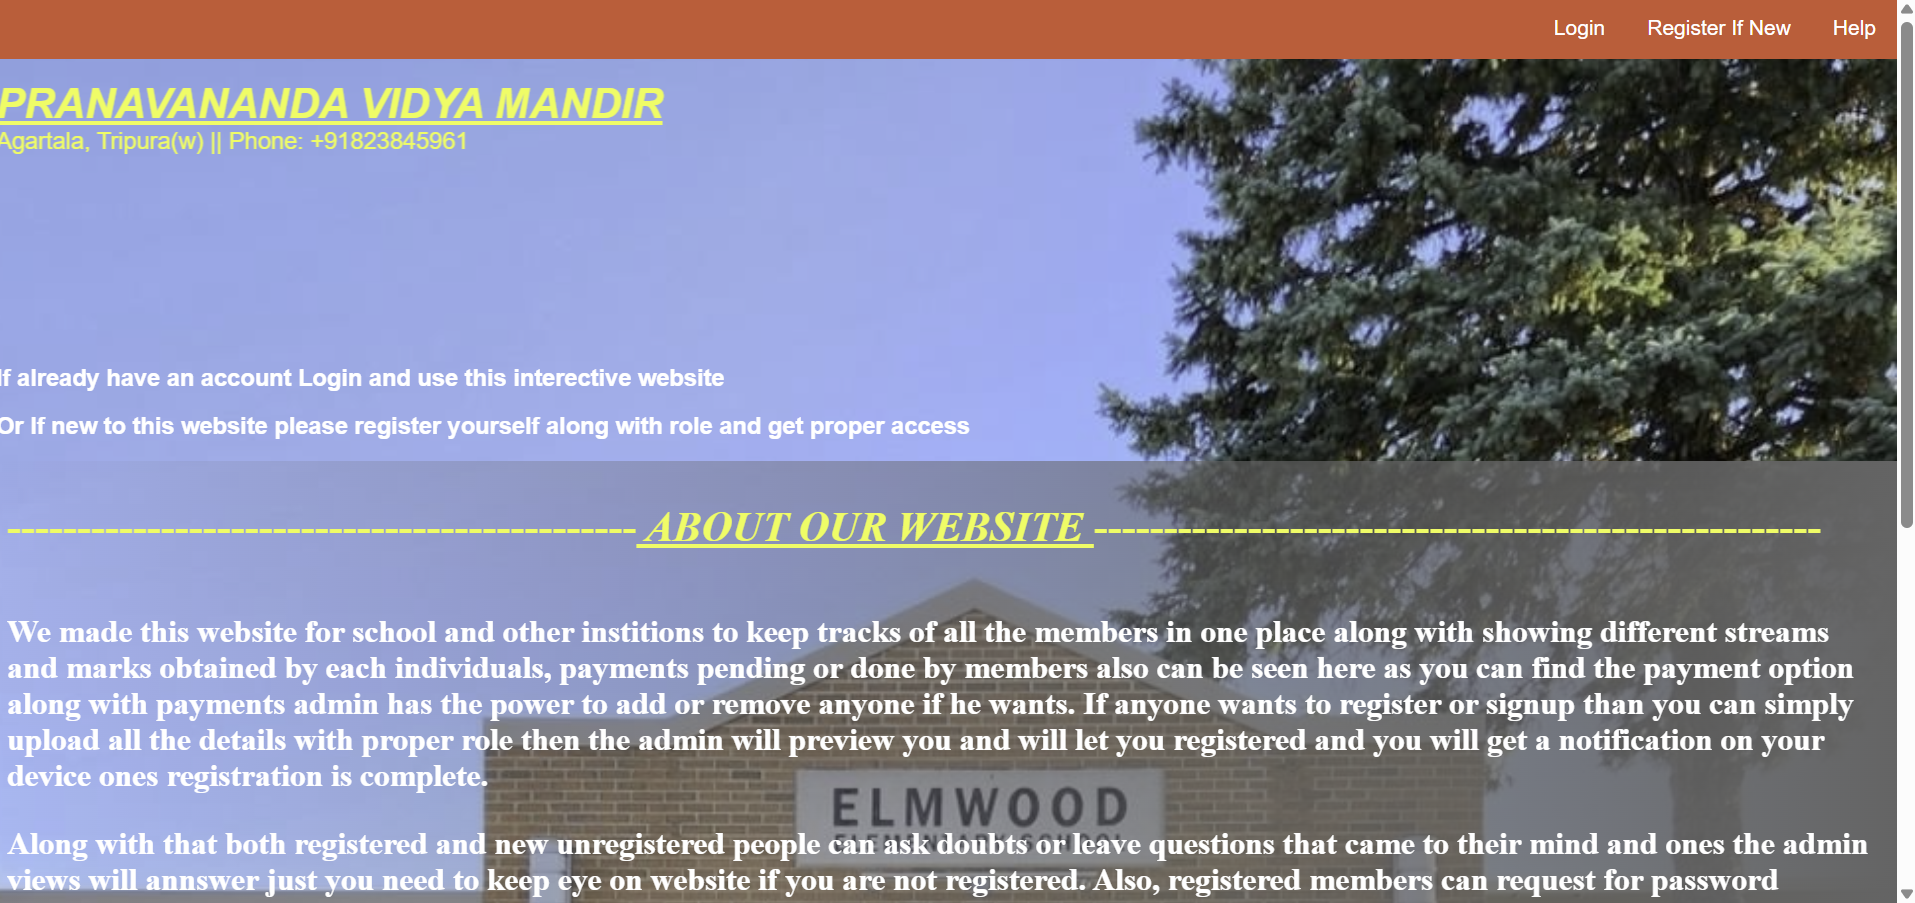 Login Register If New Help
PRANAVANANDA VIDYA MANDIR
Agartala, Tripura(w) || Phone: +91823845961
If already have an account Login and use this interective website
Or If new to this website please register yourself along with role and get proper access
---------------------------------------------- ABOUT OUR WEBSITE -----------------------------------------------------
We made this website for school and other institions to keep tracks of all the members in one place along with showing different streams
and marks obtained by each individuals, payments pending or done by members also can be seen here as you can find the payment option
along with payments admin has the power to add or remove anyone if he wants. If anyone wants to register or signup than you can simply
upload all the details with proper role then the admin will preview you and will let you registered and you will get a notification on your
device ones registration is complete.
ELMWOOD
ELEMENTARY SCHOOL
Along with that both registered and new unregistered people can ask doubts or leave questions that came to their mind and ones the admin
views will annswer just you need to keep eye on website if you are not registered. Also, registered members can request for password